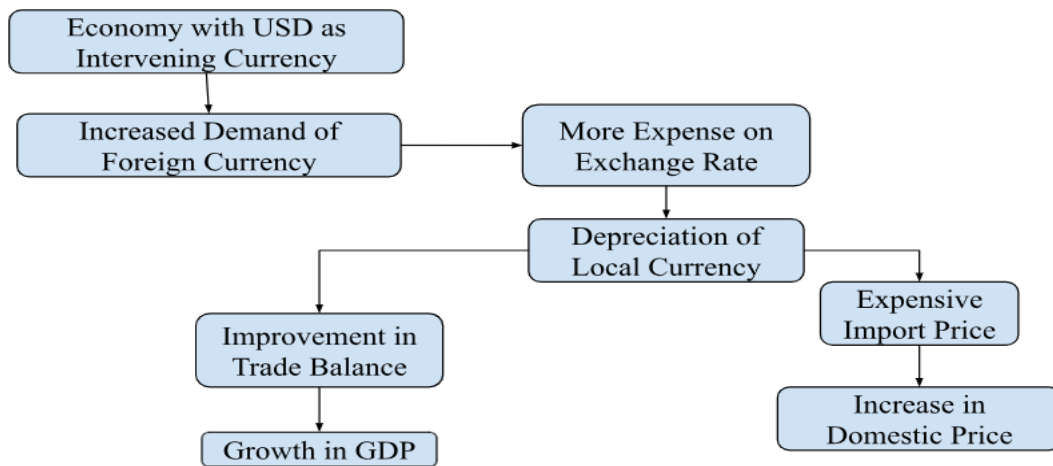 Economy with USD as
Intervening Currency
Increased Demand of
Foreign Currency
More Expense on
Exchange Rate
Depreciation of
Local Currency
Improvement in
Trade Balance
Growth in GDP
Expensive
Import Price
Increase in
Domestic Price